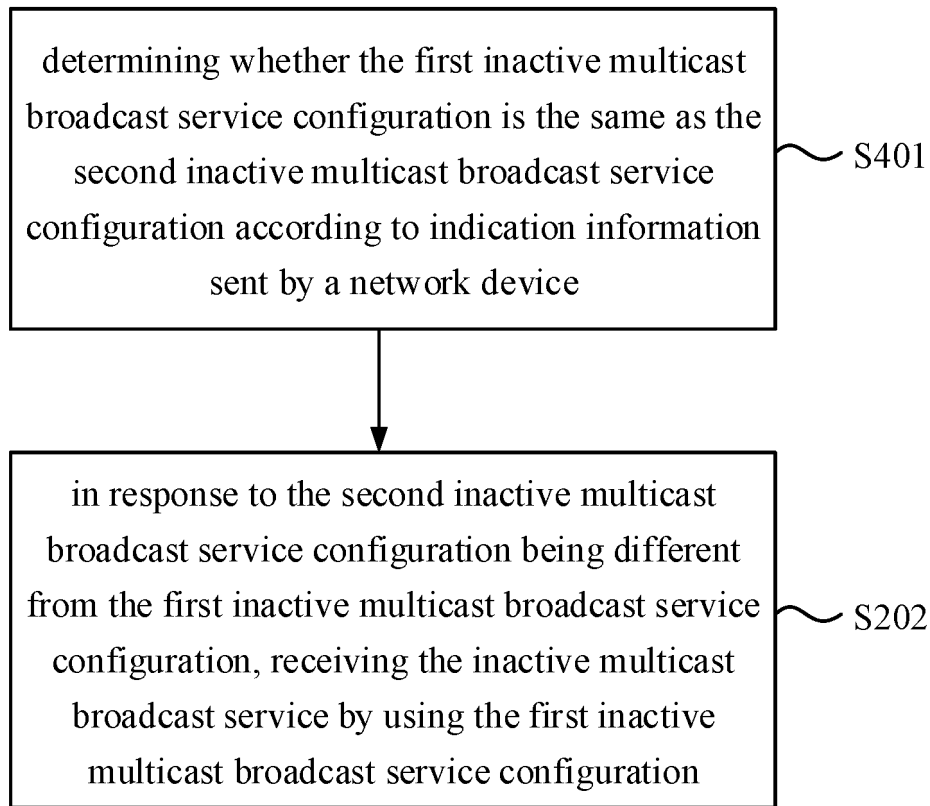 determining whether the first inactive multicast
broadcast service configuration is the same as the
second inactive multicast broadcast service
configuration according to indication information
sent by a network device
S401
in response to the second inactive multicast
broadcast service configuration being different
from the first inactive multicast broadcast service
configuration, receiving the inactive multicast
broadcast service by using the first inactive
multicast broadcast service configuration
S202